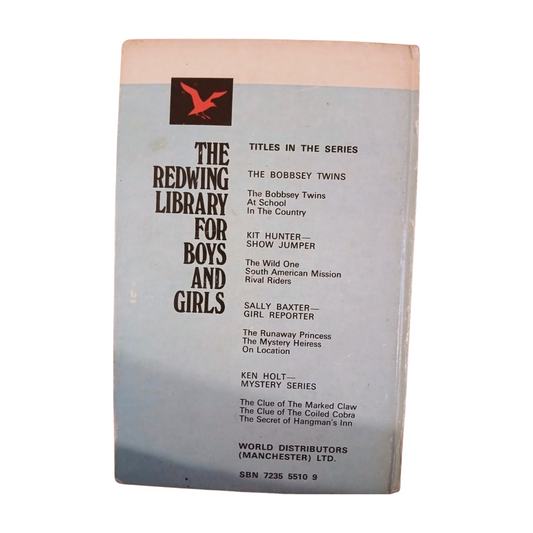 THE
REDWING
LIBRARY
FOR
BOYS
AND
GIRLS
TITLES IN THE SERIES
THE BOBBSEY TWINS
The Bobbsey Twins
At School
In The Country
KIT HUNTER—
SHOW JUMPER
The Wild One
South American Mission
Rival Riders
SALLY BAXTER—
GIRL REPORTER
The Runaway Princess
The Mystery Heiress
On Location
KEN HOLT—
MYSTERY SERIES
The Clue of The Marked Claw
The Clue of The Coiled Cobra
The Secret of Hangman's Inn
WORLD DISTRIBUTORS
(MANCHESTER) LTD.
SBN 7235 5510 9